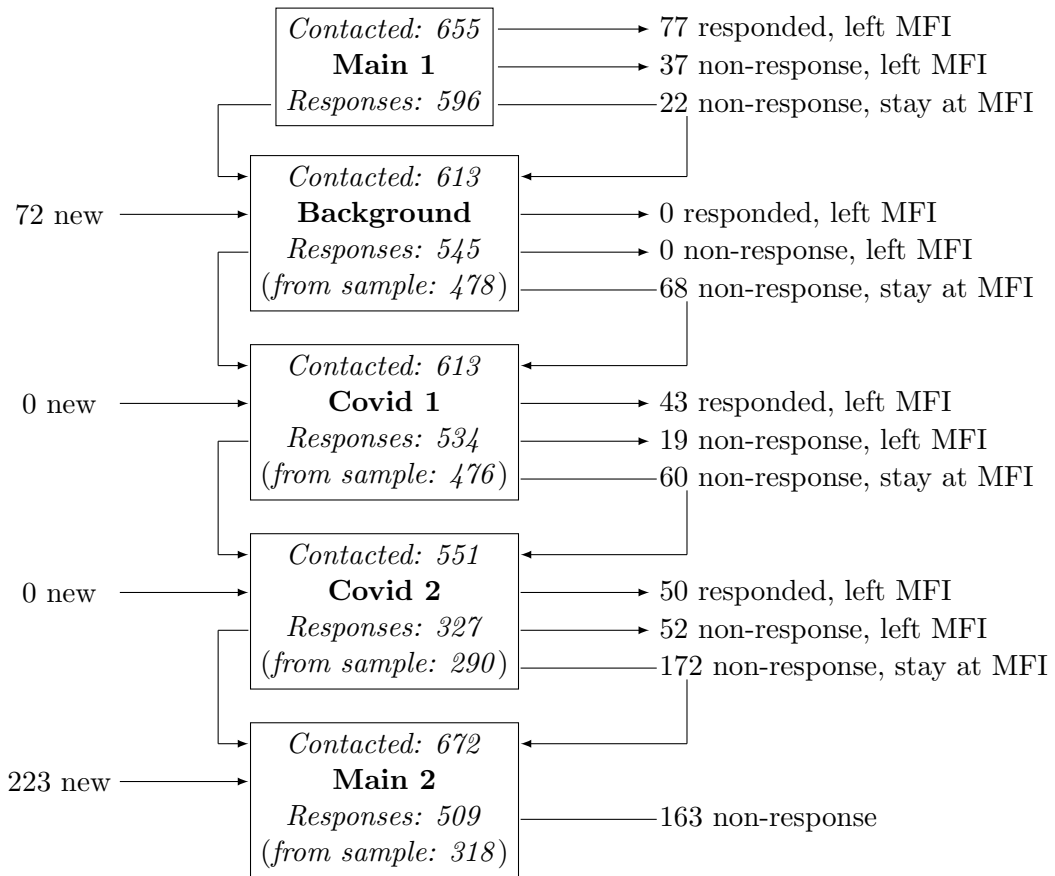 Contacted: 655
Main 1
Responses: 596
77 responded, left MFI
37 non-response, left MFI
22 non-response, stay at MFI
72 new
Contacted: 613
Background
Responses: 545
(from sample: 478)
0 responded, left MFI
0 non-response, left MFI
68 non-response, stay at MFI
0 new
Contacted: 613
Covid 1
Responses: 534
(from sample: 476)
43 responded, left MFI
19 non-response, left MFI
60 non-response, stay at MFI
0 new
Contacted: 551
Covid 2
Responses: 327
(from sample: 290)
50 responded, left MFI
52 non-response, left MFI
172 non-response, stay at MFI
223 new
Contacted: 672
Main 2
Responses: 509
(from sample: 318)
163 non-response